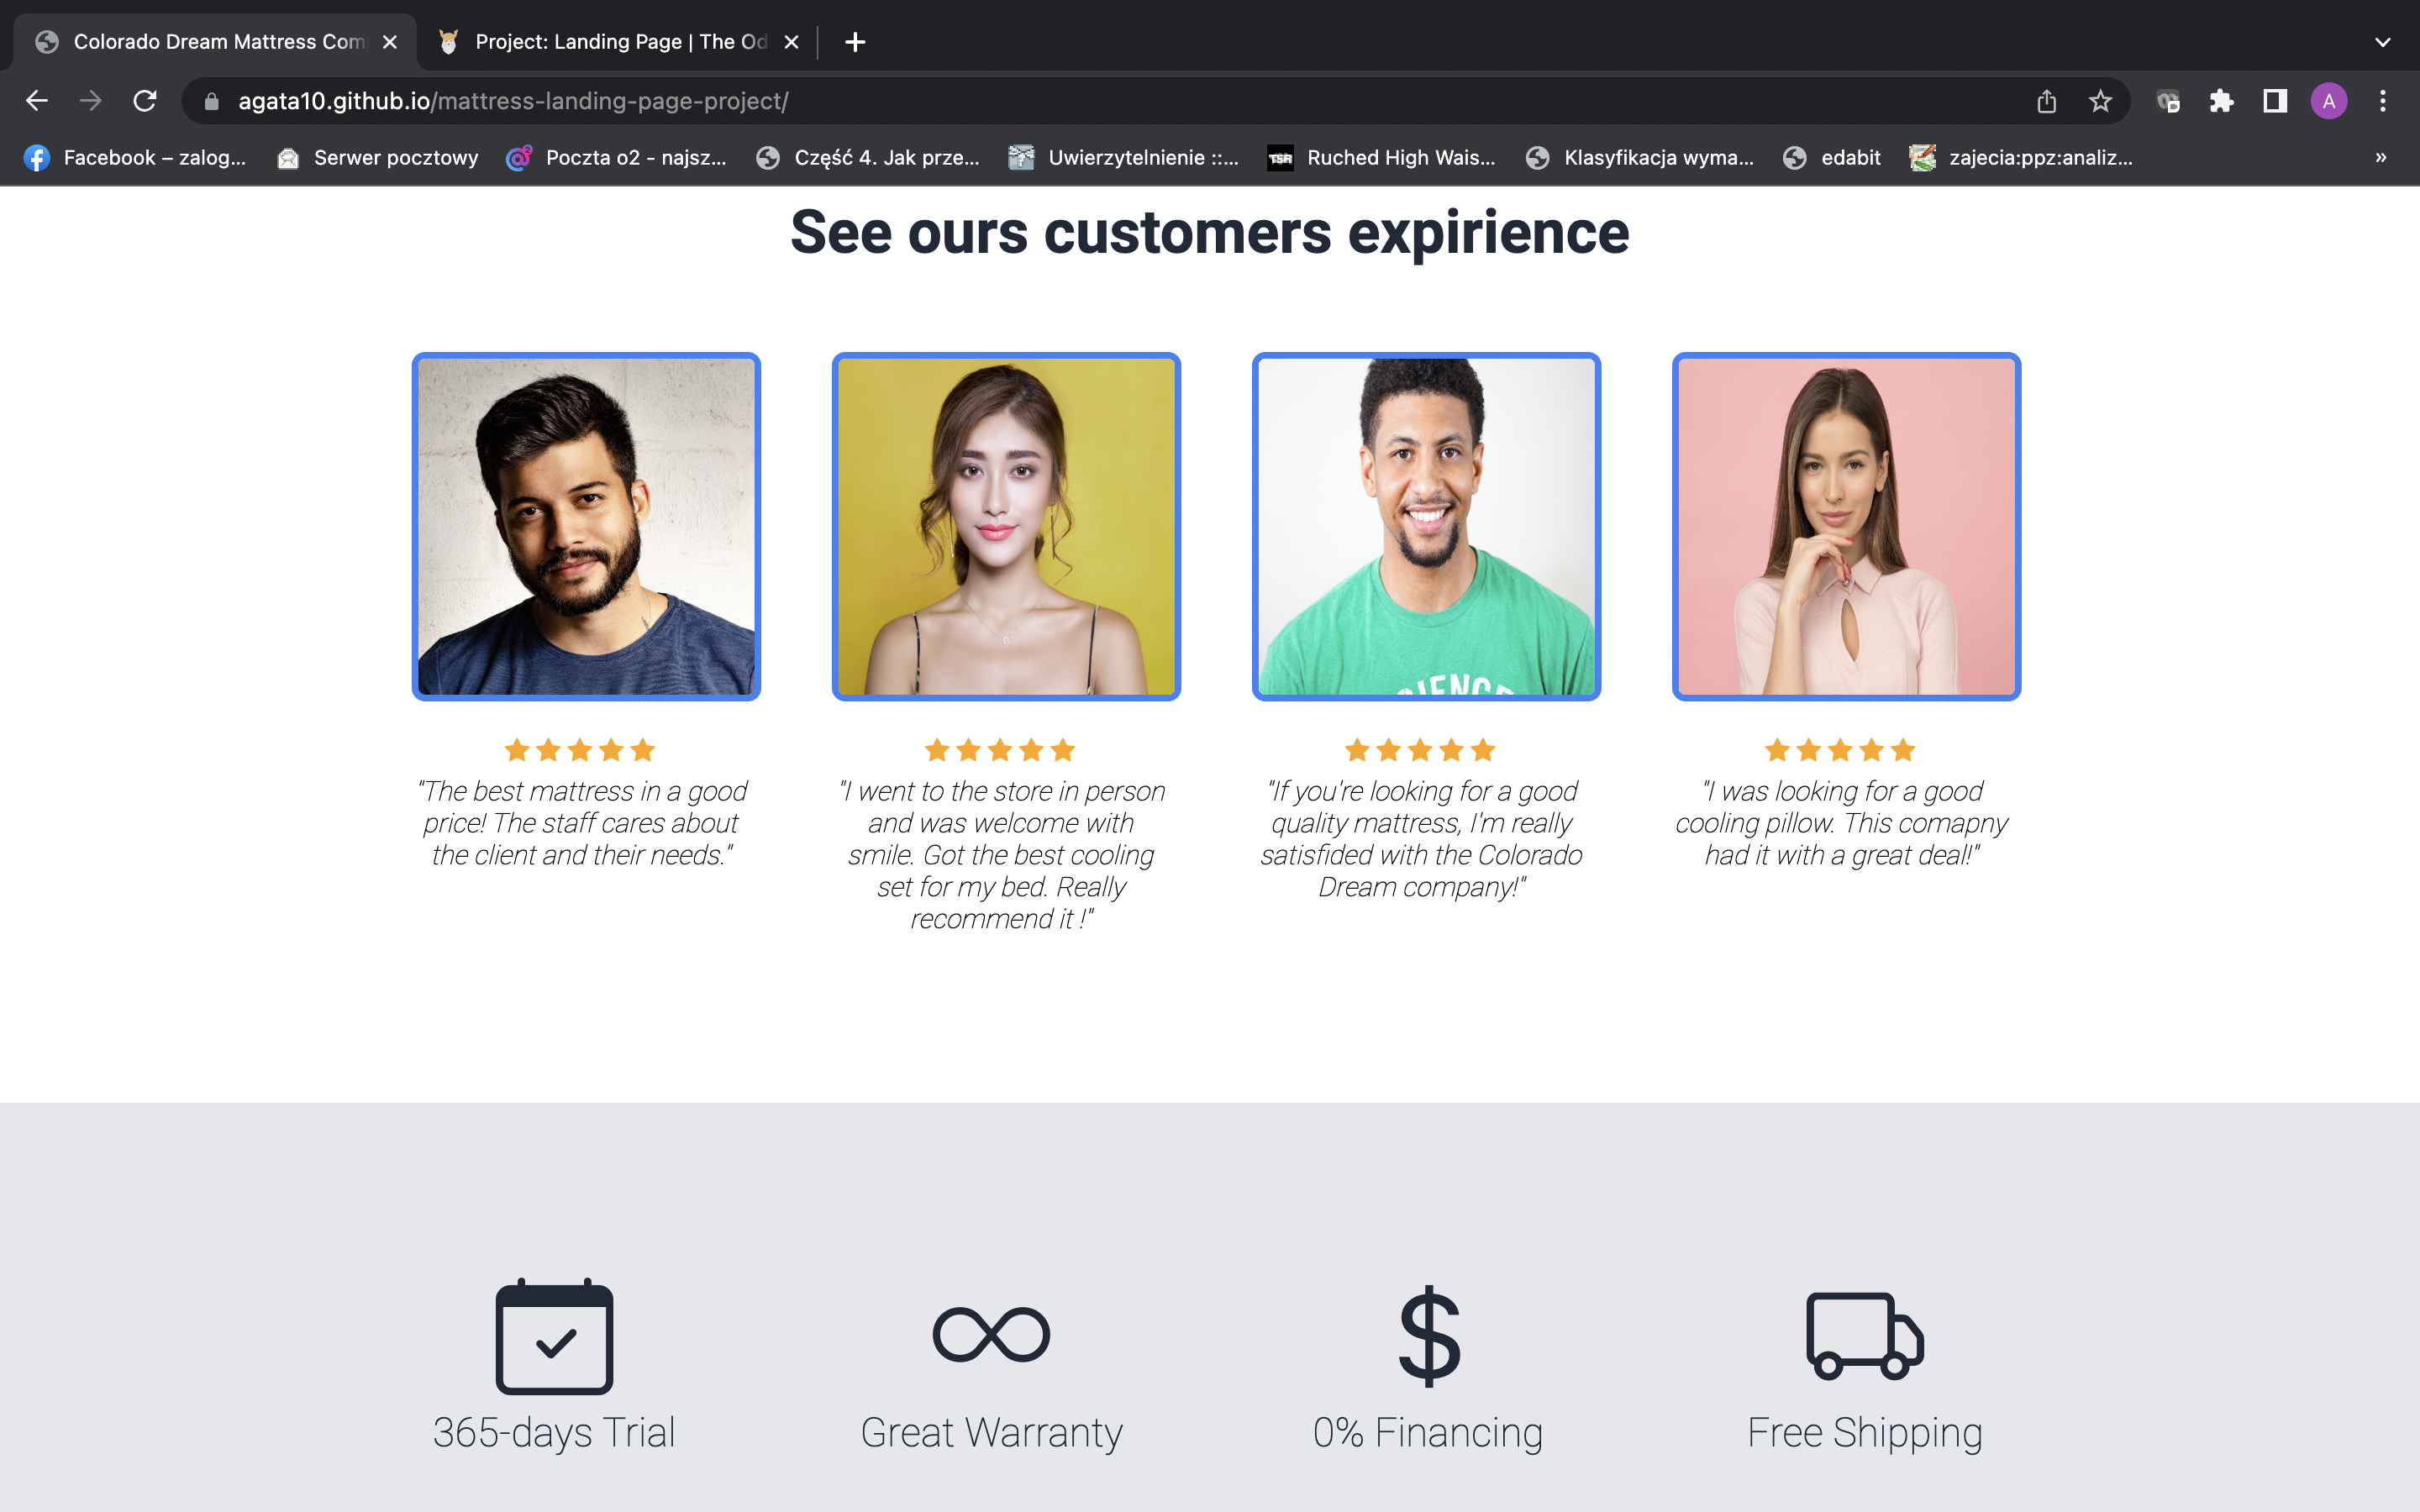 Colorado Dream Mattress Com
Project: Landing Page | The Od
agata10.github.io/mattress-landing-page-project/
A
Facebook – zalog...
Serwer pocztowy
Poczta o2 - najsz...
Część 4. Jak prze...
Uwierzytelnienie ::...
TSR
Ruched High Wais...
Klasyfikacja wyma...
edabit
zajecia:ppz:analiz...
»
See ours customers expirience
"The best mattress in a good
price! The staff cares about
the client and their needs."
"I went to the store in person
and was welcome with
smile. Got the best cooling
set for my bed. Really
recommend it !"
"If you're looking for a good
quality mattress, I'm really
satisfided with the Colorado
Dream company!"
"I was looking for a good
cooling pillow. This comapny
had it with a great deal!"
$
365-days Trial
Great Warranty
0% Financing
Free Shipping